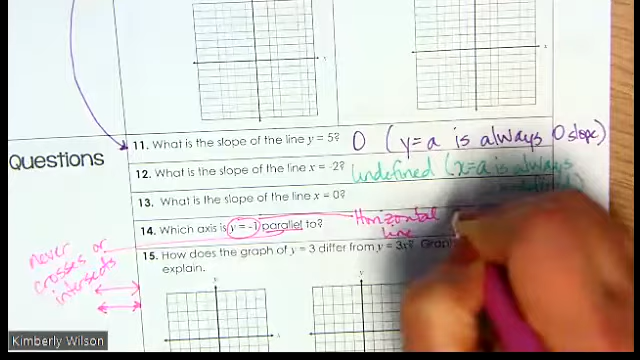 11. What is the slope of the line y = 5? 0 (y=a is always 0 slope)
Questions
12. What is the slope of the line x = -2? undefined (x=a is always
13. What is the slope of the line x = 0?
14. Which axis is y = -1 parallel to? Horizontal
line
never
crosses or
intersects
15. How does the graph of y = 3 differ from y = 3x?
explain.
Kimberly Wilson